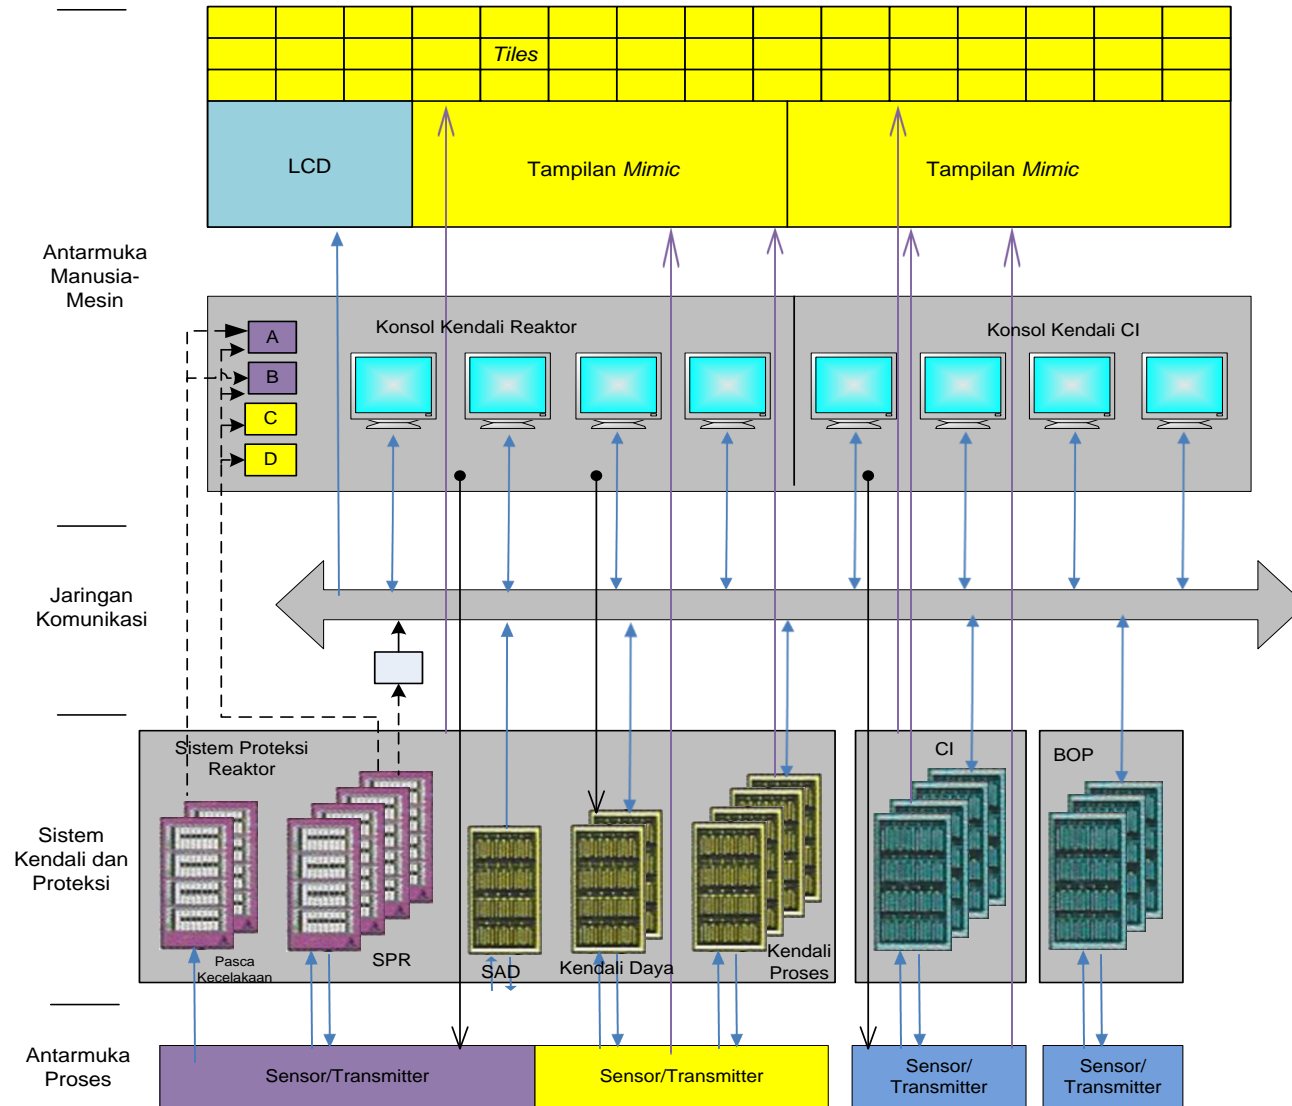 Tiles
LCD
Tampilan Mimic
Tampilan Mimic
Antarmuka
Manusia-
Mesin
Konsol Kendali Reaktor
Konsol Kendali CI
A
B
C
D
Jaringan
Komunikasi
Sistem Proteksi
Reaktor
CI
BOP
Sistem
Kendali dan
Proteksi
Pasca
Kecelakaan
SPR
SAD
Kendali Daya
Kendali
Proses
Antarmuka
Proses
Sensor/Transmitter
Sensor/Transmitter
Sensor/
Transmitter
Sensor/
Transmitter